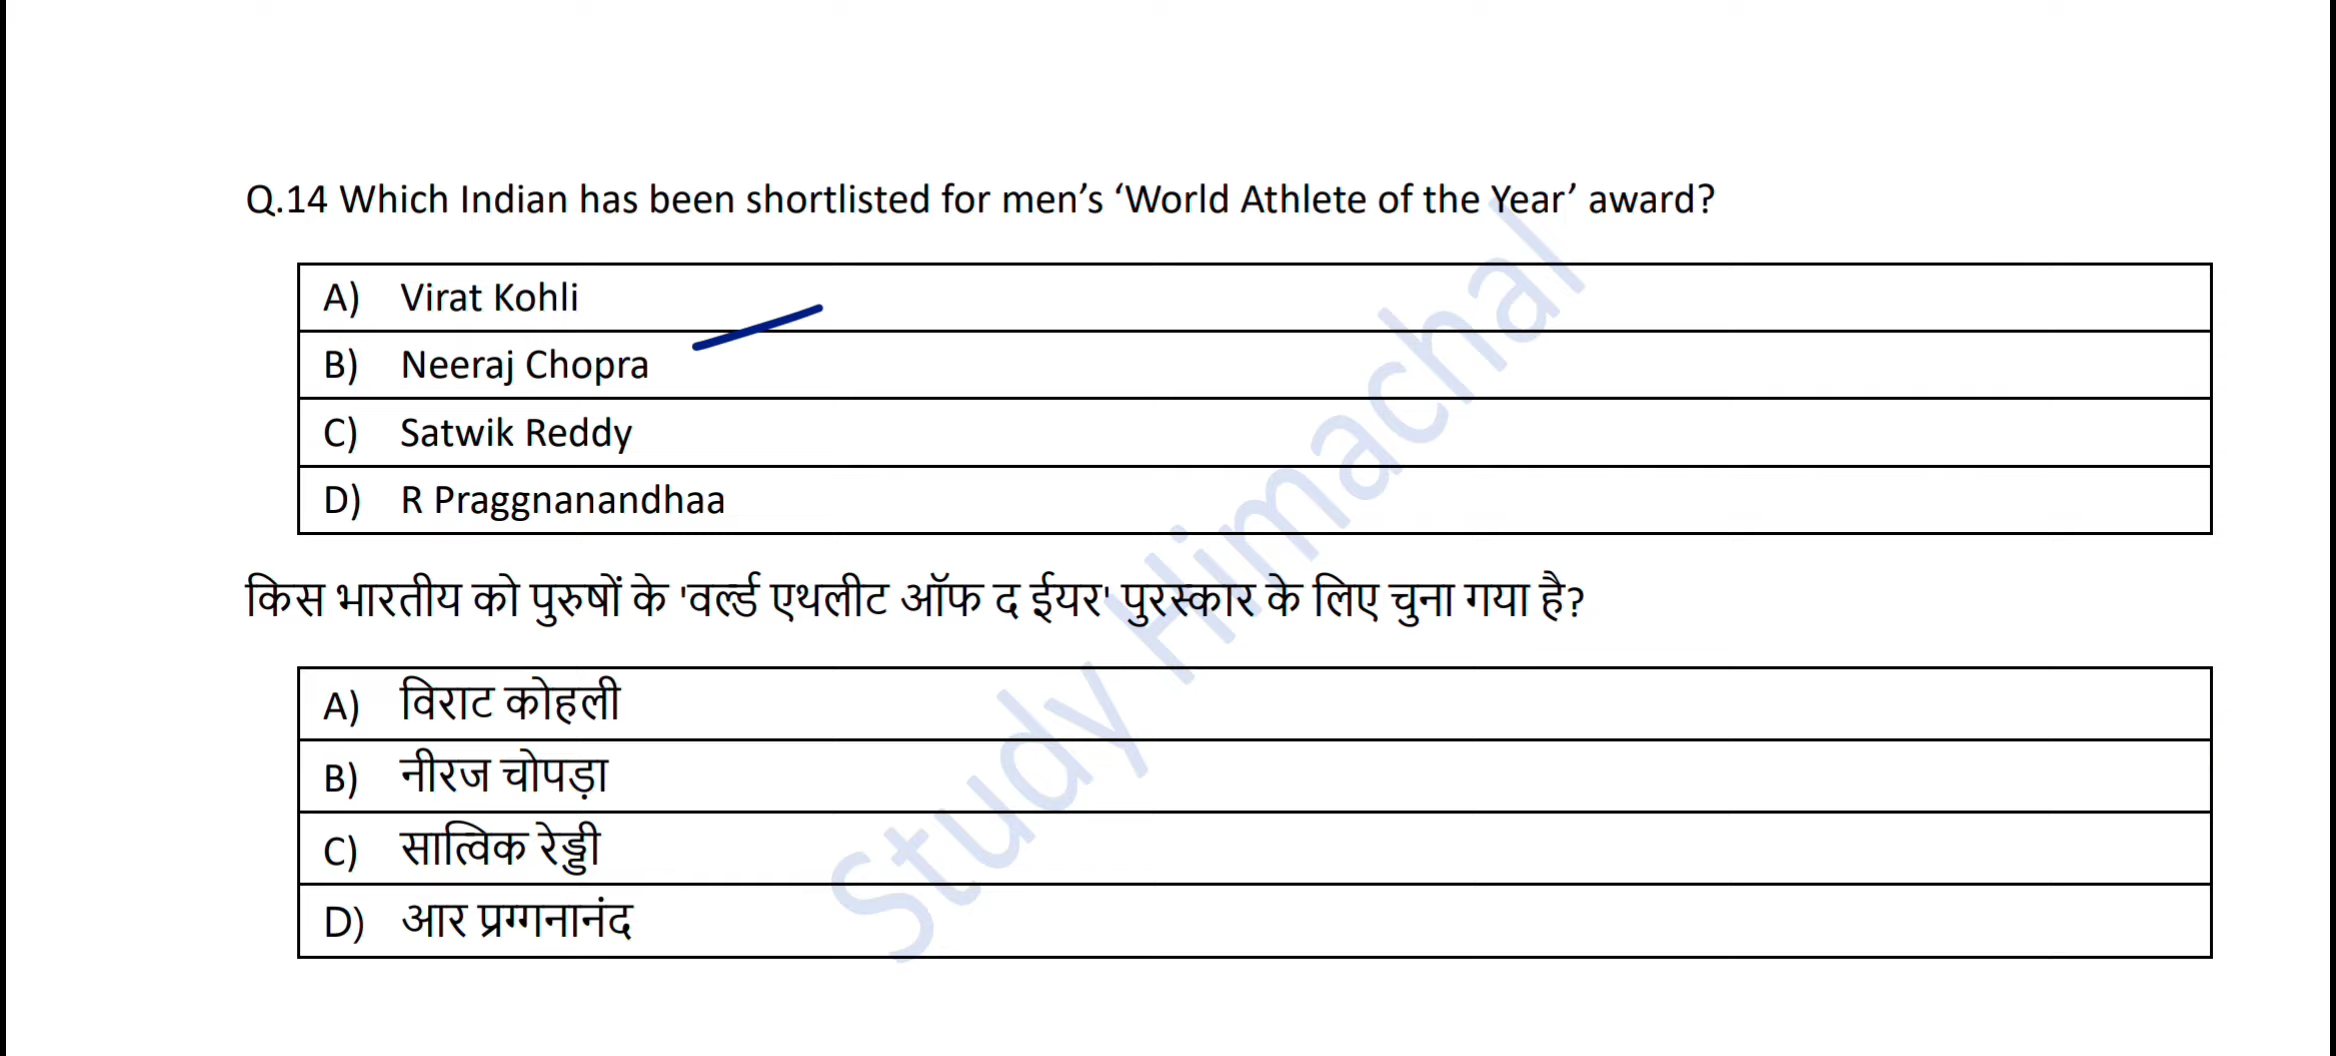 Q.14 Which Indian has been shortlisted for men’s ‘World Athlete of the Year’ award?
A) Virat Kohli
B) Neeraj Chopra
C) Satwik Reddy
D) R Praggnanandhaa
किस भारतीय को पुरुषों के 'वर्ल्ड एथलीट ऑफ द ईयर' पुरस्कार के लिए चुना गया है?
A) विराट कोहली
B) नीरज चोपड़ा
C) सात्विक रेड्डी
D) आर प्रग्गनानंद
Study Himachal